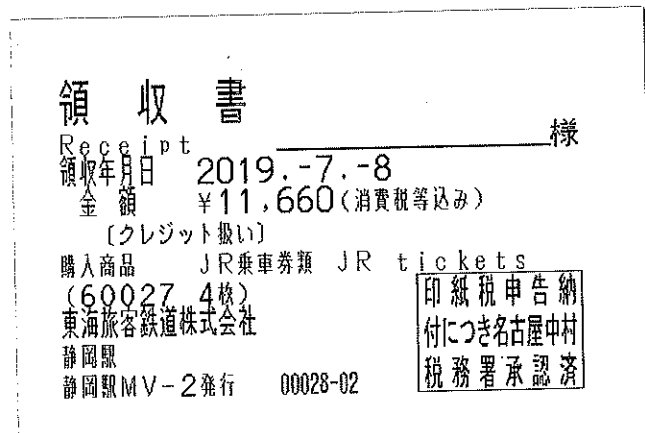 領収書
Receipt 様
領収年月日 2019.-7.-8
金額 ¥11,660(消費税等込み)
[クレジット扱い]
購入商品 JR乗車券類 JR tickets
(60027 4枚)
東海旅客鉄道株式会社
静岡駅
静岡駅MV-2発行 00028-02
印紙税申告納
付につき名古屋中村
税務署承認済